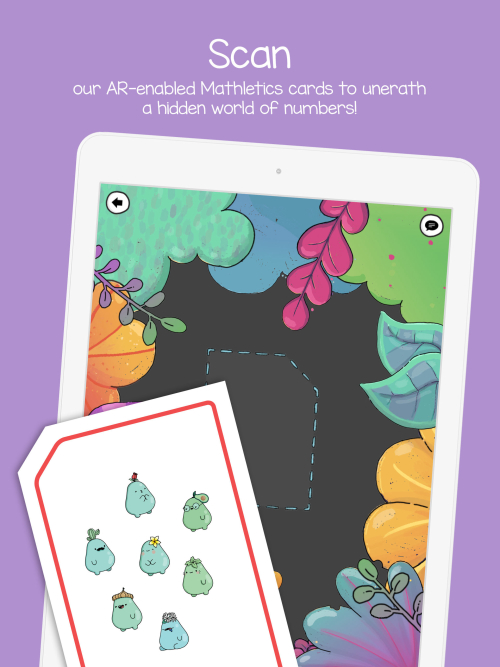 Scan
our AR-enabled Mathletics cards to unerath
a hidden world of numbers!